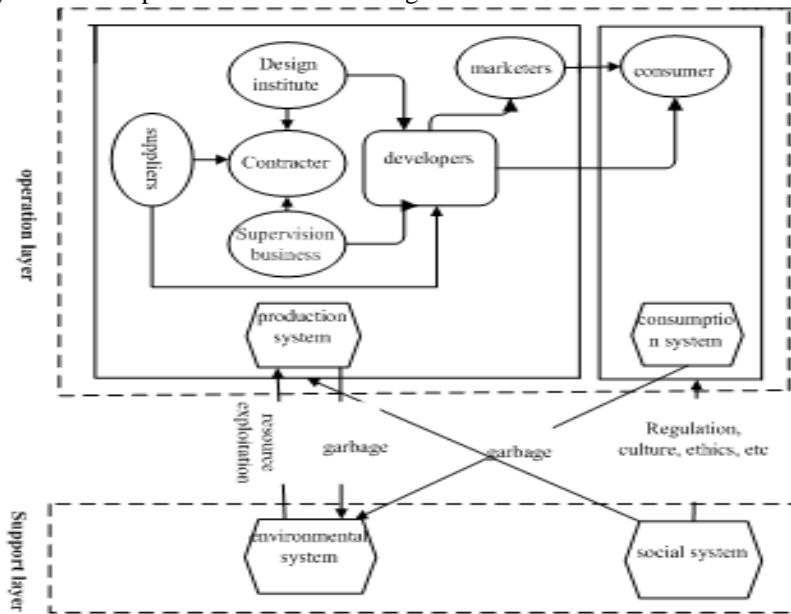 Design
institute
marketers
consumer
suppliers
Contracter
developers
Supervision
business
operation layer
production
system
consumptio
n system
resource
exploitation
garbage
garbage
Regulation,
culture, ethics, etc
Support layer
environmental
system
social system